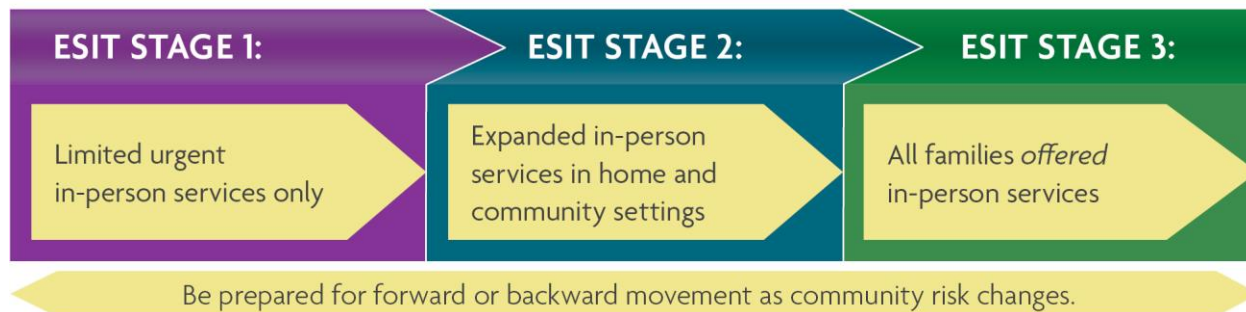 ESIT STAGE 1:
Limited urgent
in-person services only
ESIT STAGE 2:
Expanded in-person
services in home and
community settings
ESIT STAGE 3:
All families offered
in-person services
Be prepared for forward or backward movement as community risk changes.